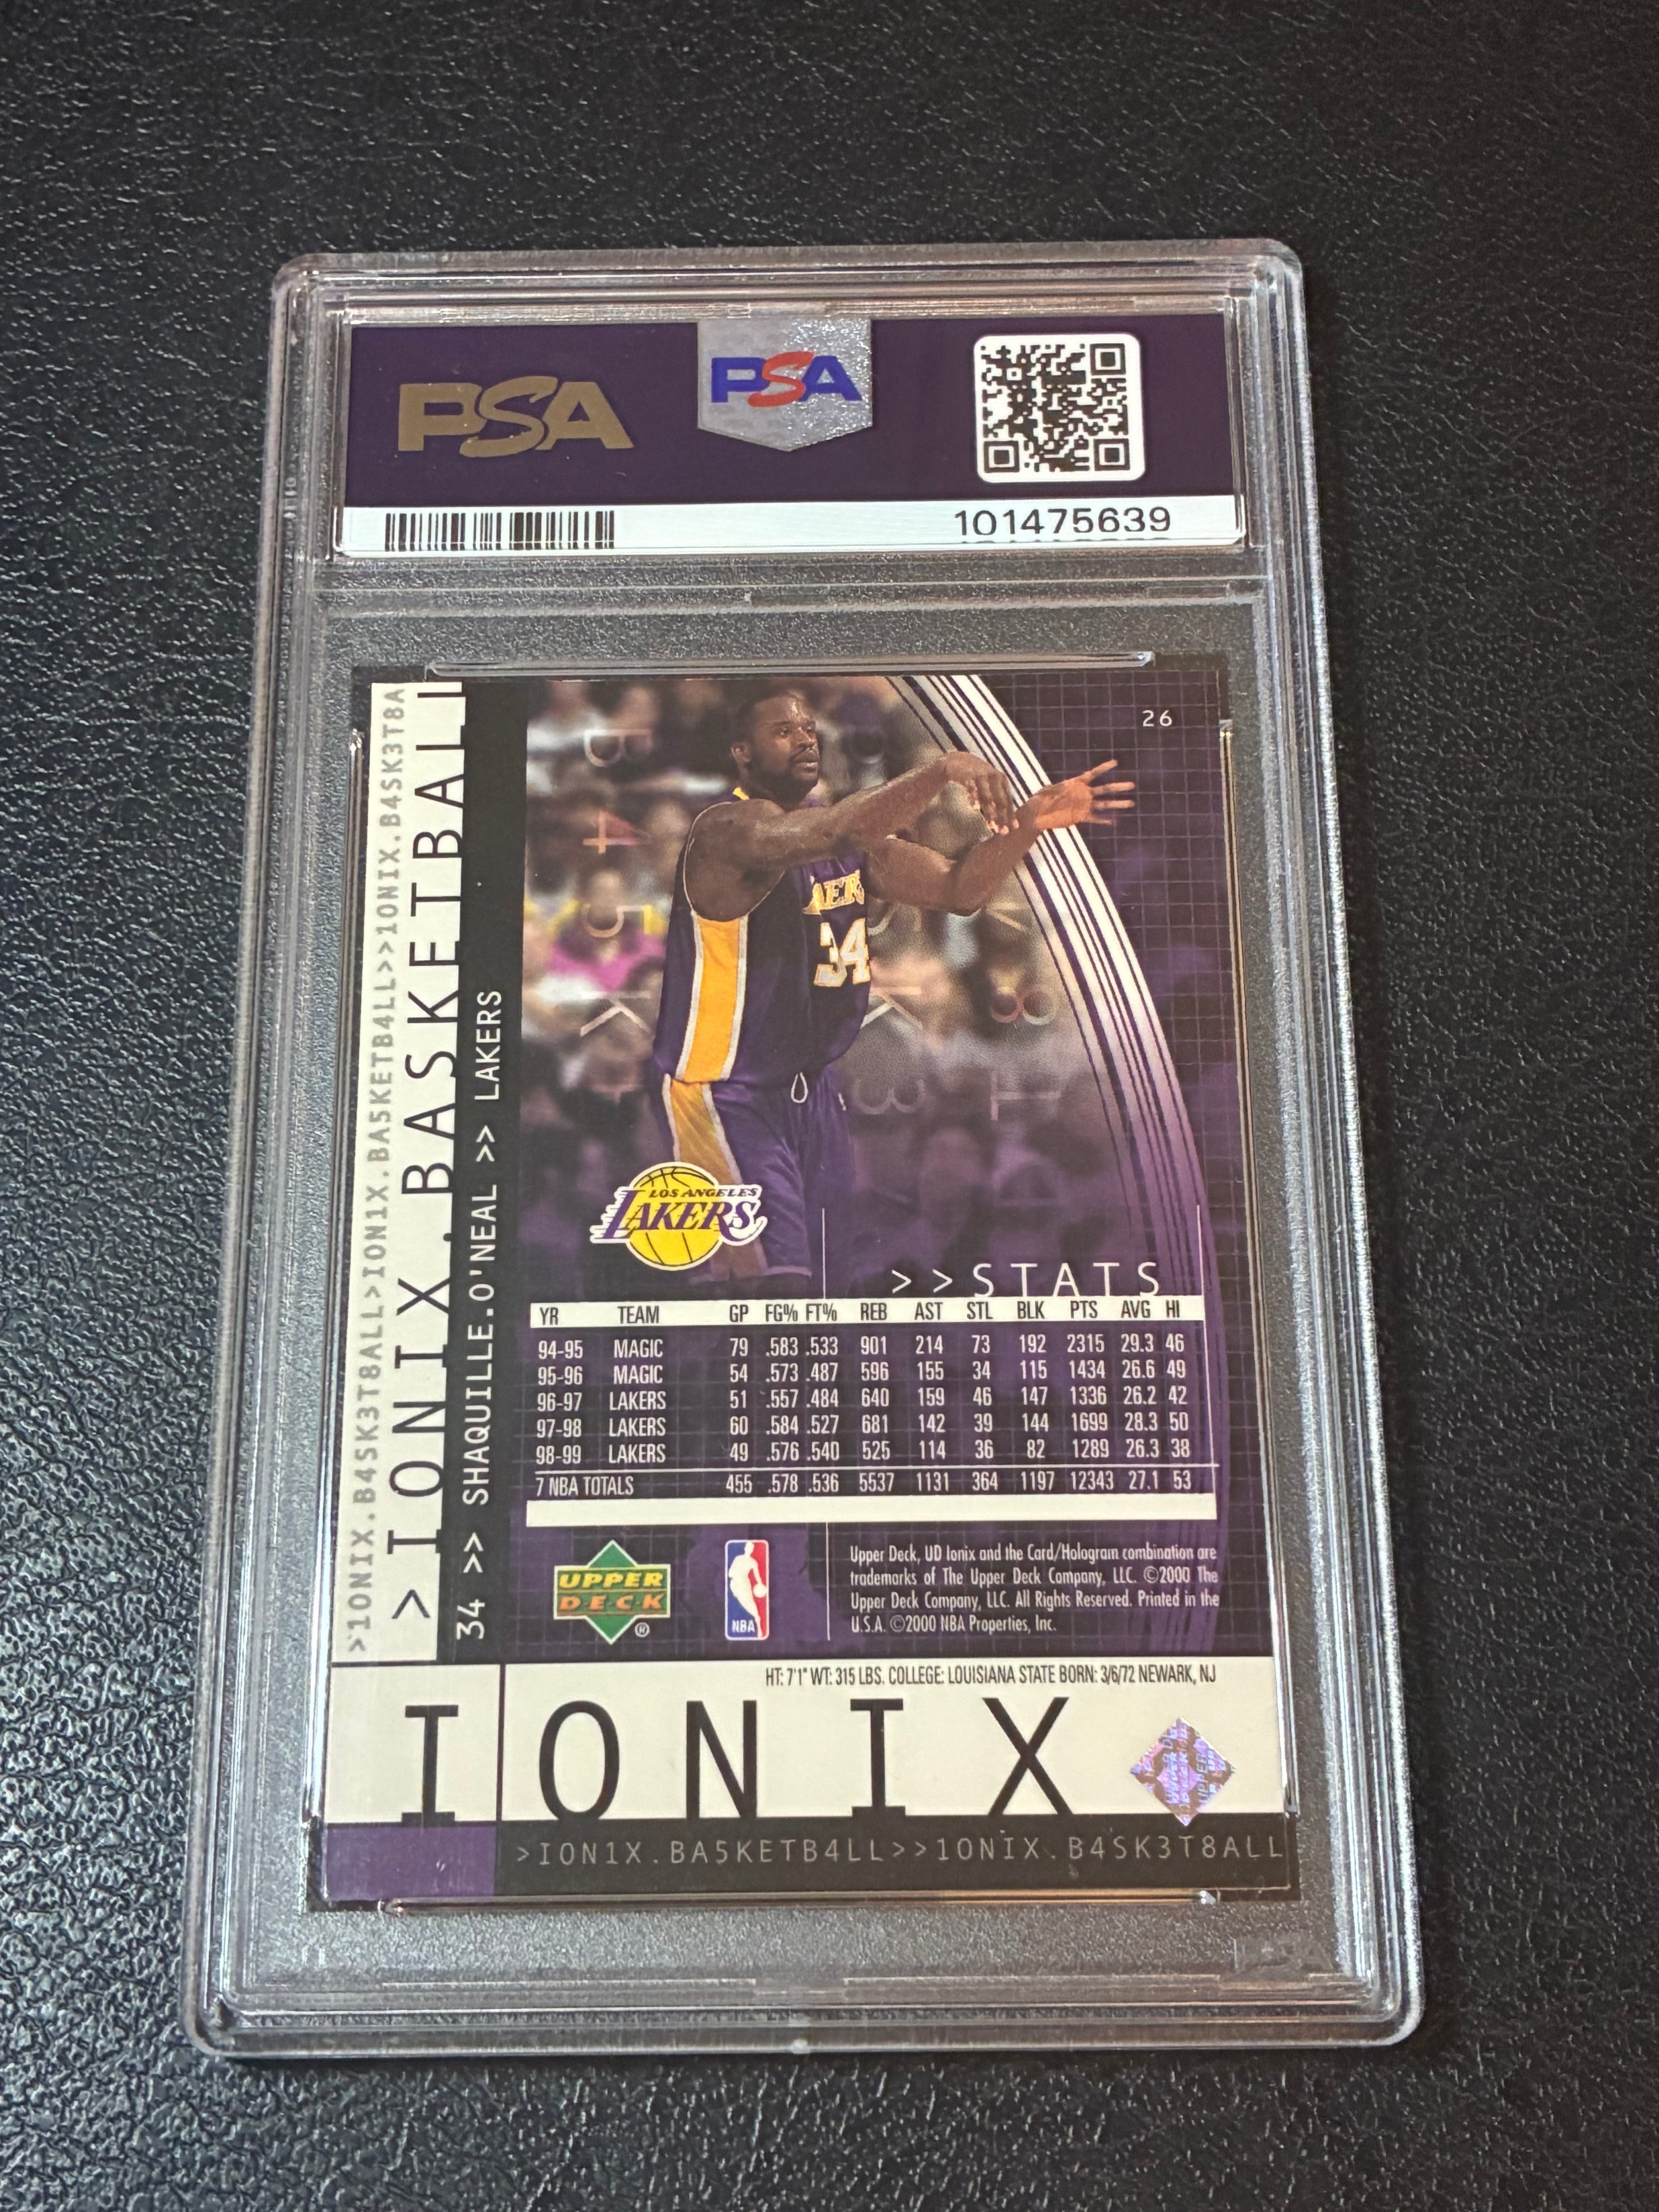 PSA
PSA
101475639
26
>1ONIX.B4SK3T8ALL>ION1X.BA5KETB4LL>>1ONIX.B4SK3T8A
> IONIX.BASKETBALL
34 >> SHAQUILLE.O'NEAL >> LAKERS
B
4
5
K
K
8
3
LAKERS
34
LOS ANGELES
LAKERS
>>STATS
YR TEAM GP FG% FT% REB AST STL BLK PTS AVG HI
94-95 MAGIC 79 .583 .533 901 214 73 192 2315 29.3 46
95-96 MAGIC 54 .573 .487 596 155 34 115 1434 26.6 49
96-97 LAKERS 51 .557 .484 640 159 46 147 1336 26.2 42
97-98 LAKERS 60 .584 .527 681 142 39 144 1699 28.3 50
98-99 LAKERS 49 .576 .540 525 114 36 82 1289 26.3 38
7 NBA TOTALS 455 .578 .536 5537 1131 364 1197 12343 27.1 53
UPPER
DECK
®
NBA
Upper Deck, UD Ionix and the Card/Hologram combination are
trademarks of The Upper Deck Company, LLC. ©2000 The
Upper Deck Company, LLC. All Rights Reserved. Printed in the
U.S.A. ©2000 NBA Properties, Inc.
HT: 7'1" WT: 315 LBS. COLLEGE: LOUISIANA STATE BORN: 3/6/72 NEWARK, NJ
IONIX
>ION1X.BA5KETB4LL>>1ONIX.B4SK3T8ALL